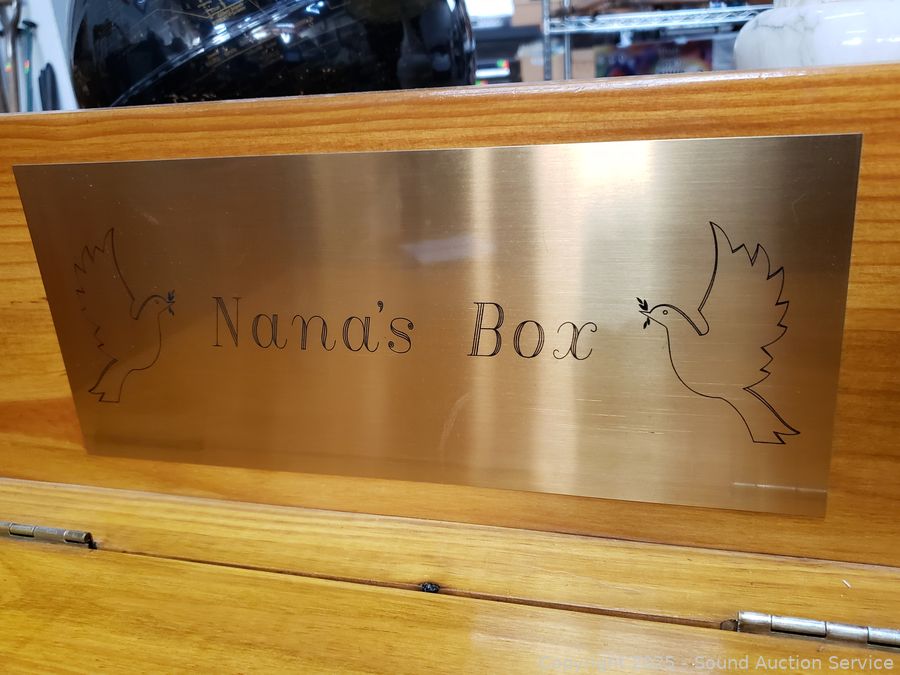 Nana's Box
Copyright 2025 - Sound Auction Service